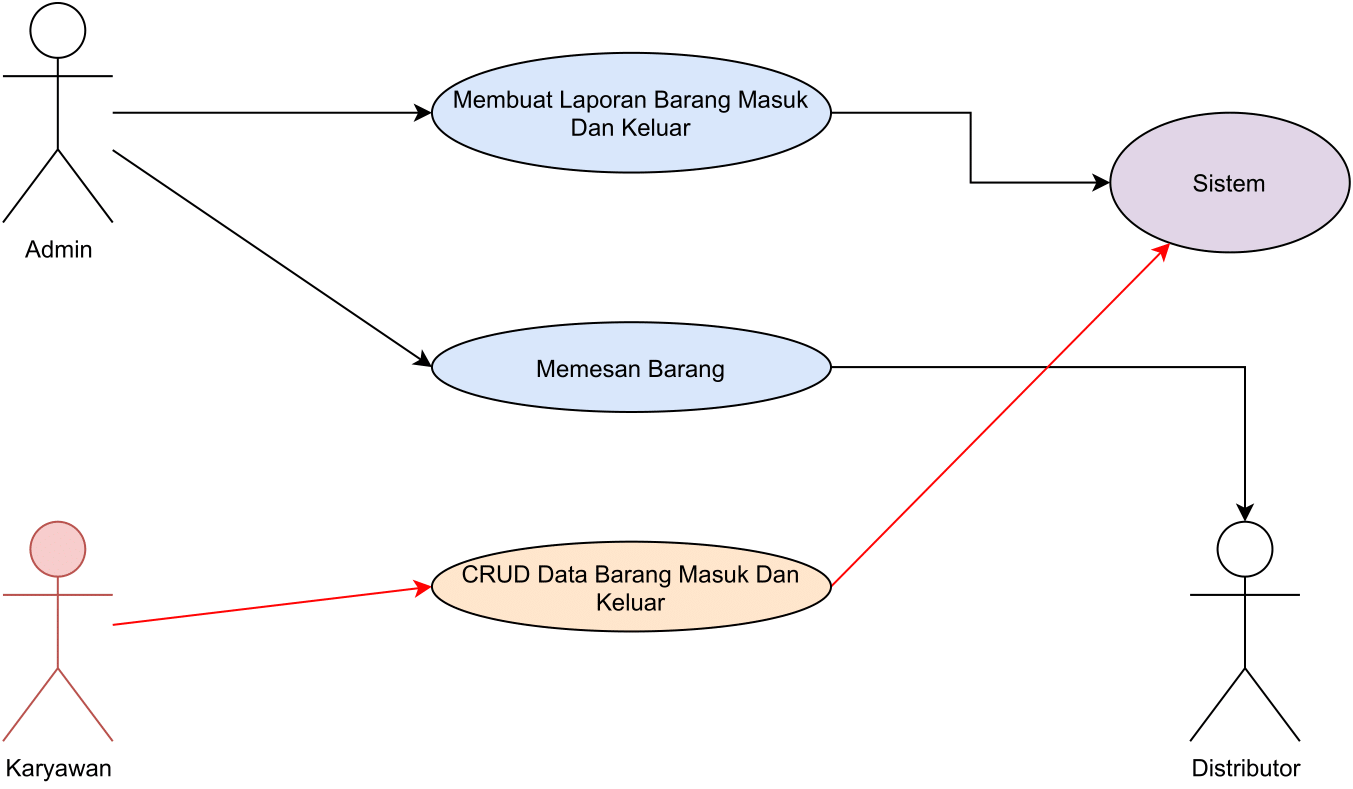 Membuat Laporan Barang Masuk
Dan Keluar
Sistem
Admin
Memesan Barang
CRUD Data Barang Masuk Dan
Keluar
Karyawan
Distributor